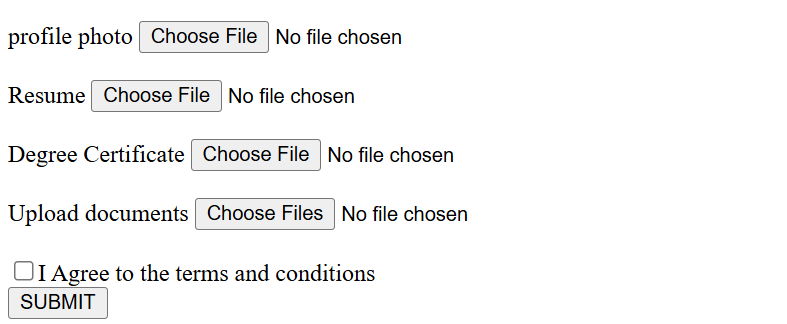 profile photo Choose File No file chosen
Resume Choose File No file chosen
Degree Certificate Choose File No file chosen
Upload documents Choose Files No file chosen
I Agree to the terms and conditions
SUBMIT